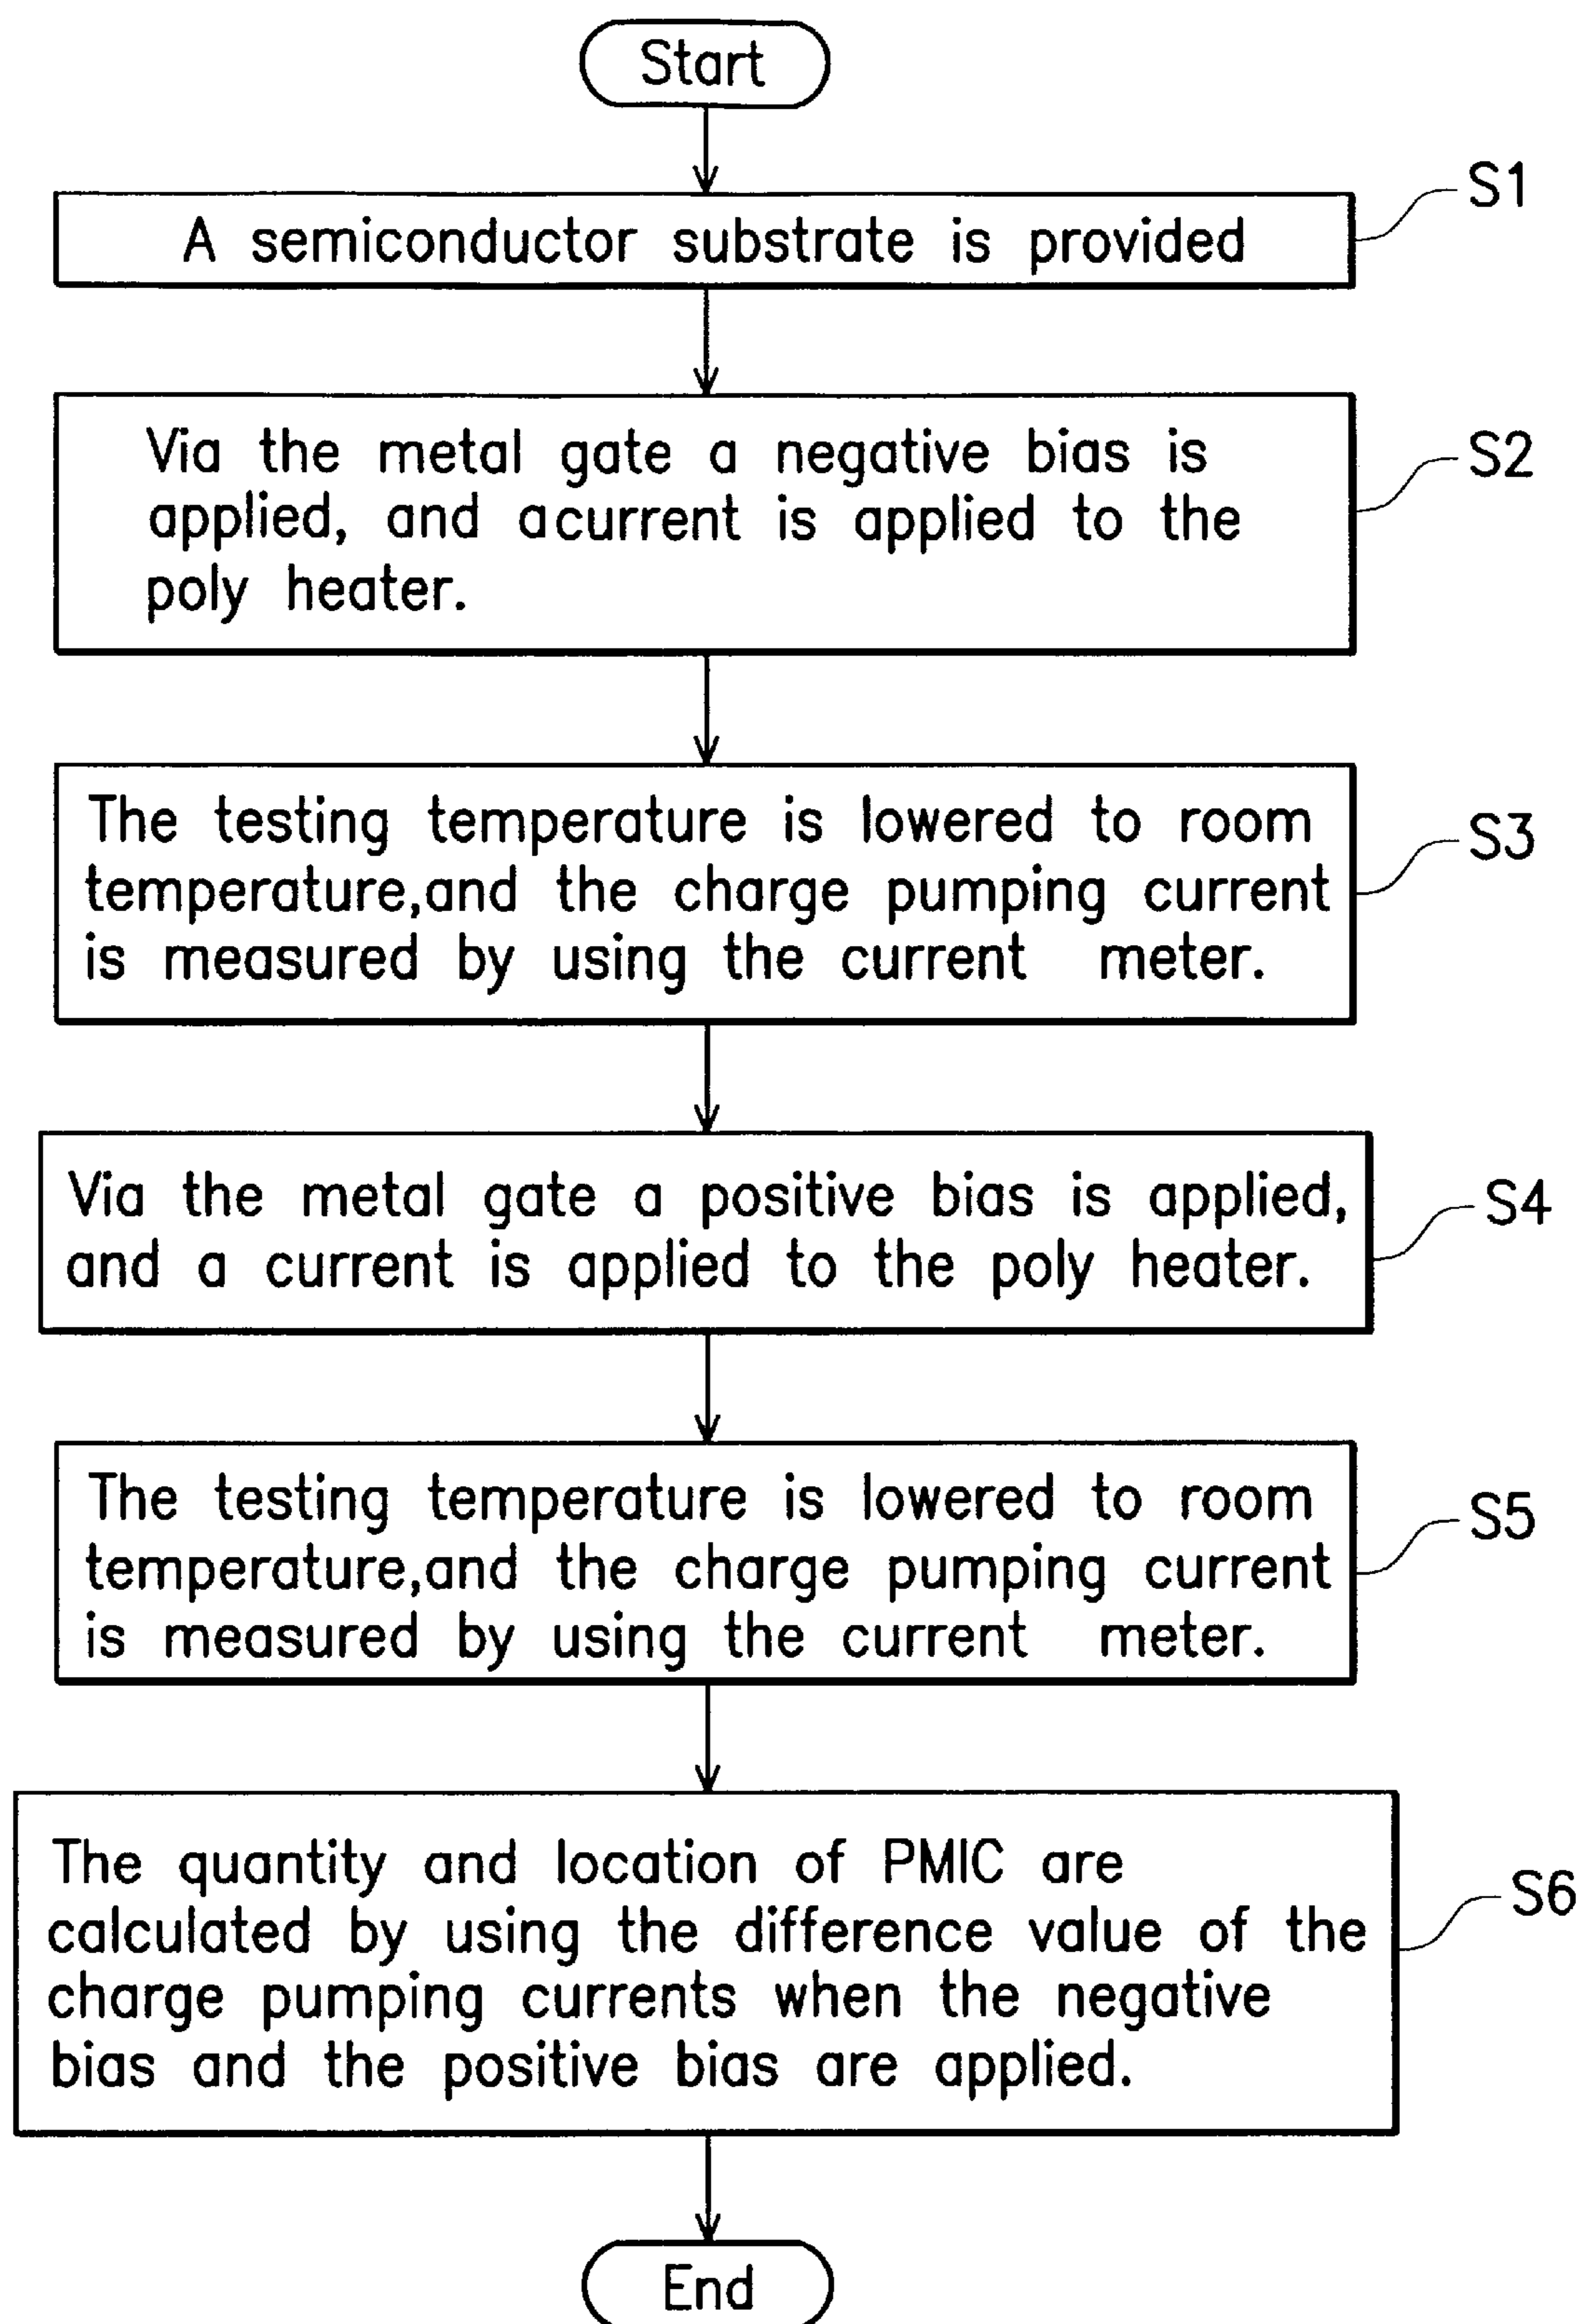 Start
S1
A semiconductor substrate is provided
S2
Via the metal gate a negative bias is
applied, and acurrent is applied to the
poly heater.
S3
The testing temperature is lowered to room
temperature,and the charge pumping current
is measured by using the current meter.
S4
Via the metal gate a positive bias is applied,
and a current is applied to the poly heater.
S5
The testing temperature is lowered to room
temperature,and the charge pumping current
is measured by using the current meter.
S6
The quantity and location of PMIC are
calculated by using the difference value of the
charge pumping currents when the negative
bias and the positive bias are applied.
End